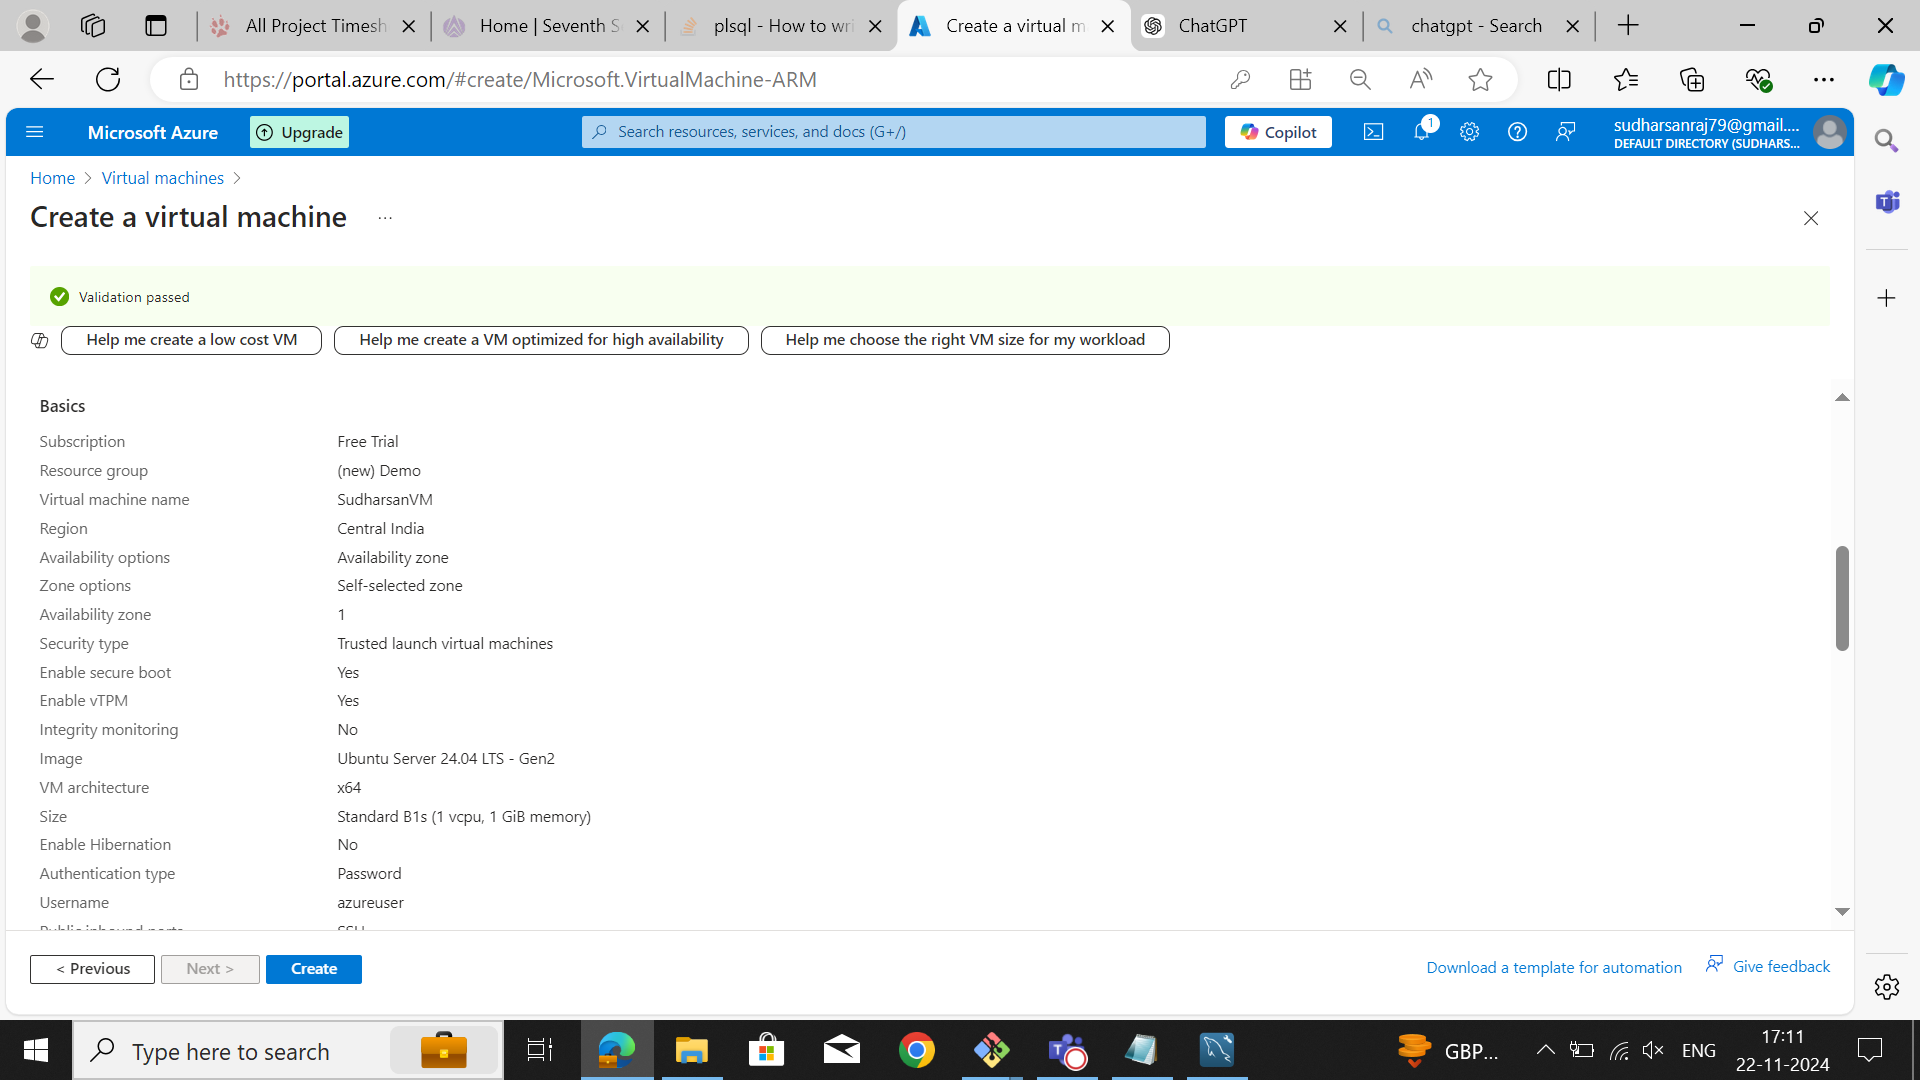 All Project Timesh
Home | Seventh S
plsql - How to wri
Create a virtual m
ChatGPT
chatgpt - Search
https://portal.azure.com/#create/Microsoft.VirtualMachine-ARM
Microsoft Azure
Upgrade
Search resources, services, and docs (G+/)
Copilot
1
sudharsanraj79@gmail....
DEFAULT DIRECTORY (SUDHARS...
Home > Virtual machines >
Create a virtual machine ...
Validation passed
Help me create a low cost VM
Help me create a VM optimized for high availability
Help me choose the right VM size for my workload
Basics
Subscription Free Trial
Resource group (new) Demo
Virtual machine name SudharsanVM
Region Central India
Availability options Availability zone
Zone options Self-selected zone
Availability zone 1
Security type Trusted launch virtual machines
Enable secure boot Yes
Enable vTPM Yes
Integrity monitoring No
Image Ubuntu Server 24.04 LTS - Gen2
VM architecture x64
Size Standard B1s (1 vcpu, 1 GiB memory)
Enable Hibernation No
Authentication type Password
Username azureuser
Public inbound ports SSH
< Previous
Next >
Create
Download a template for automation
Give feedback
Type here to search
GBP...
ENG
17:11
22-11-2024